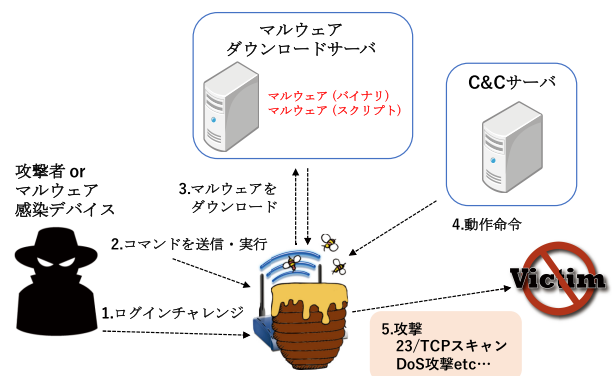 マルウェア
ダウンロードサーバ
マルウェア (バイナリ)
マルウェア (スクリプト)
C&Cサーバ
攻撃者 or
マルウェア
感染デバイス
3.マルウェアを
ダウンロード
4.動作命令
2.コマンドを送信・実行
1.ログインチャレンジ
Victim
5.攻撃
23/TCPスキャン
DoS攻撃etc…